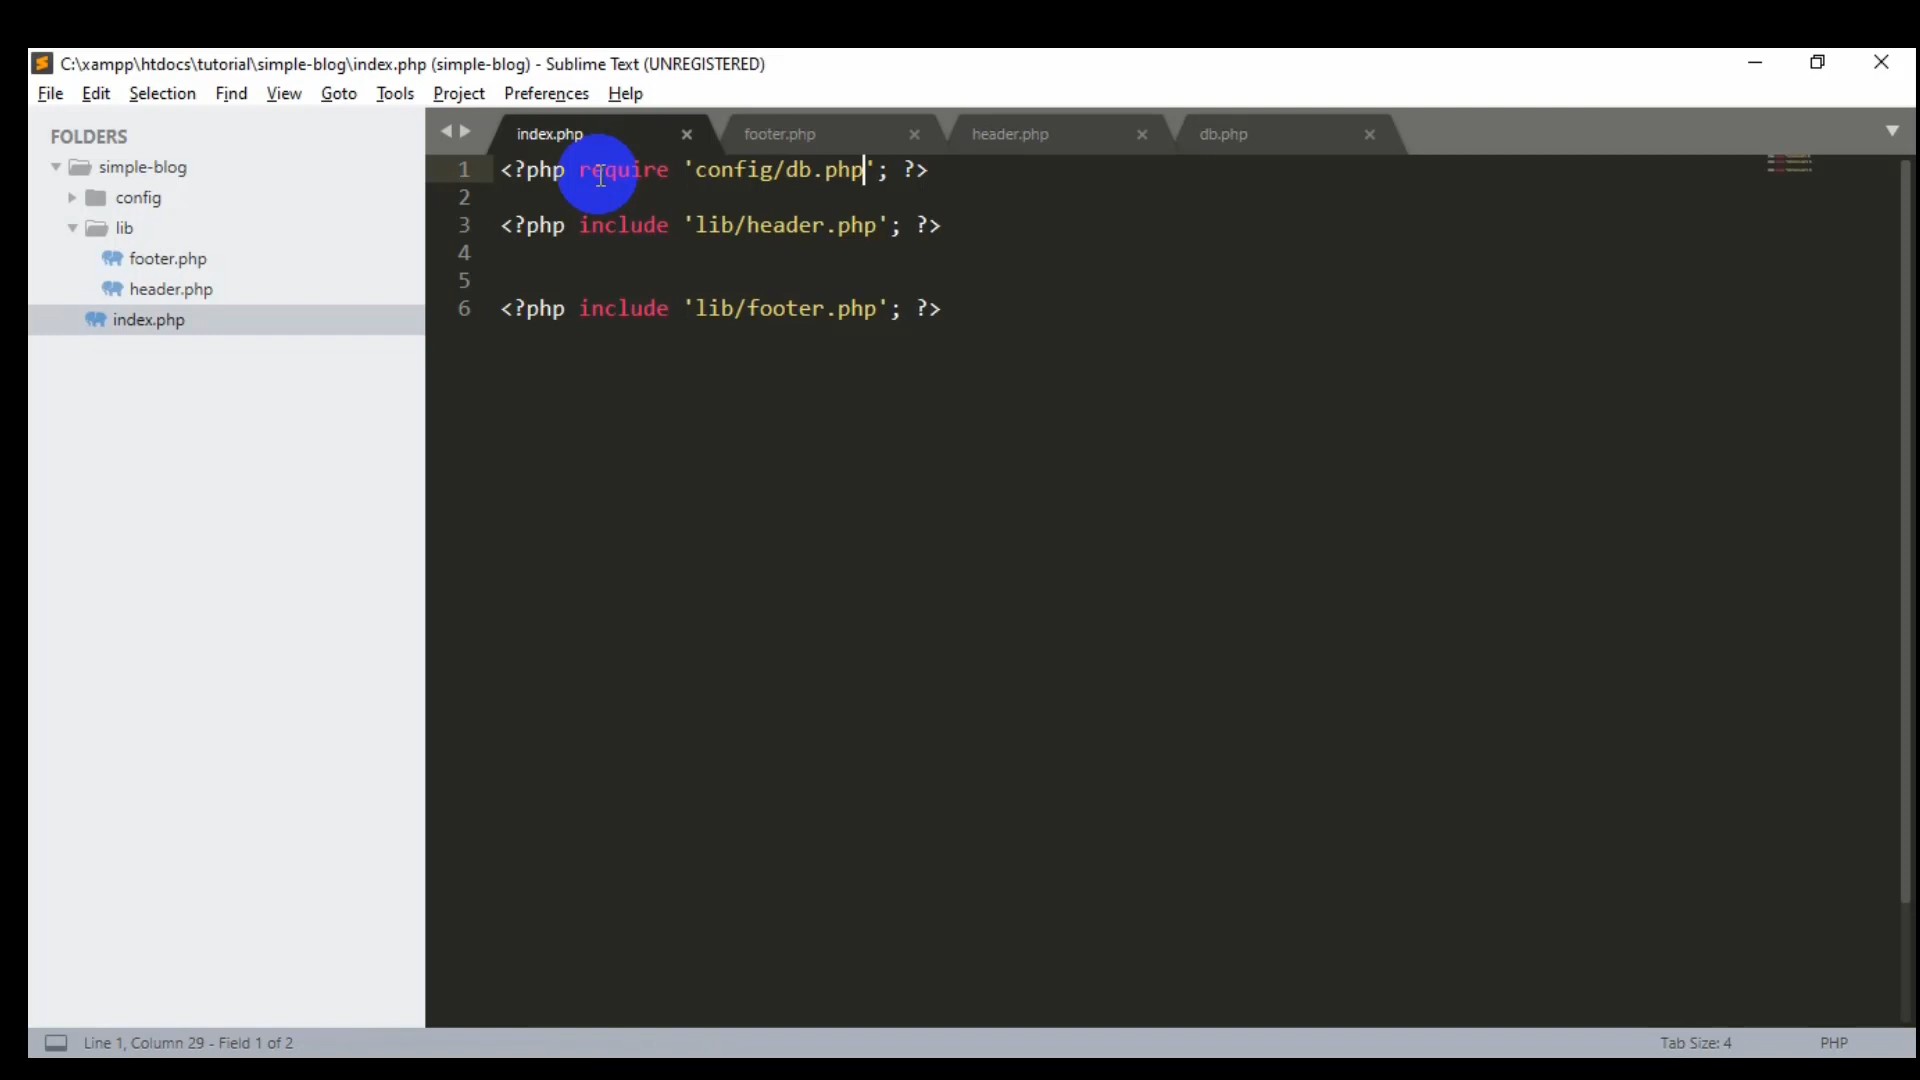 C:\xampp\htdocs\tutorial\simple-blog\index.php (simple-blog) - Sublime Text (UNREGISTERED)
File Edit Selection Find View Goto Tools Project Preferences Help
FOLDERS
simple-blog
config
lib
footer.php
header.php
index.php
index.php footer.php header.php db.php
1 <?php require 'config/db.php'; ?>
2
3 <?php include 'lib/header.php'; ?>
4
5
6 <?php include 'lib/footer.php'; ?>
Line 1, Column 29 - Field 1 of 2 Tab Size: 4 PHP